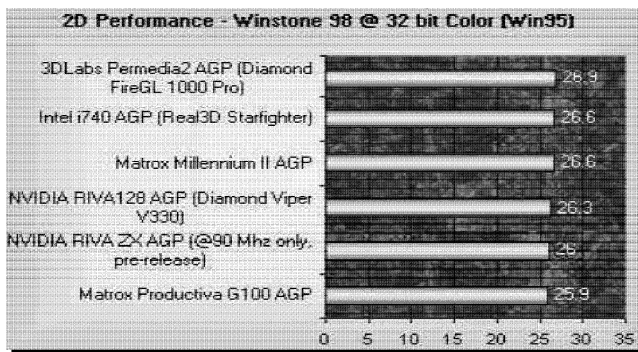 2D Performance - Winstone 98 @ 32 bit Color (Win95)
3DLabs Permedia2 AGP (Diamond
FireGL 1000 Pro)
26.9
Intel i740 AGP (Real3D Starfighter)
26.6
Matrox Millennium II AGP
26.6
NVIDIA RIVA128 AGP (Diamond Viper
V330)
26.3
NVIDIA RIVA ZX AGP (@90 Mhz only,
pre-release)
26
Matrox Productiva G100 AGP
25.9
0 5 10 15 20 25 30 35